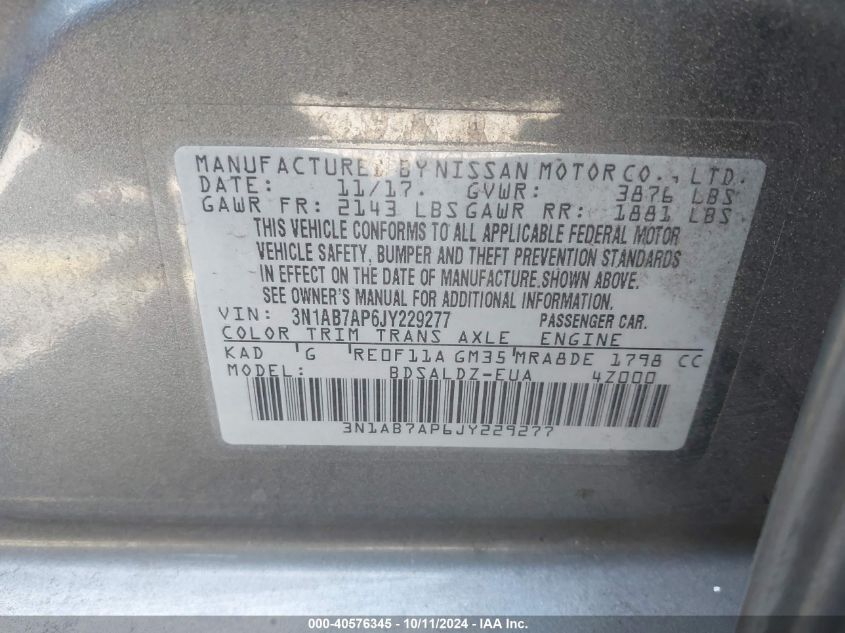 MANUFACTURED BY NISSAN MOTOR CO., LTD.
DATE: 11/17. GVWR: 3876 LBS
GAWR FR: 2143 LBS GAWR RR: 1881 LBS
THIS VEHICLE CONFORMS TO ALL APPLICABLE FEDERAL MOTOR
VEHICLE SAFETY, BUMPER AND THEFT PREVENTION STANDARDS
IN EFFECT ON THE DATE OF MANUFACTURE.SHOWN ABOVE.
SEE OWNER'S MANUAL FOR ADDITIONAL INFORMATION.
VIN: 3N1AB7AP6JY229277 PASSENGER CAR.
COLOR TRIM TRANS AXLE ENGINE
KAD G RE0F11A GM35 MRA8DE 1798 CC
MODEL: BDSALDZ-EUA 4Z000
3N1AB7AP6JY229277
000-40576345 - 10/11/2024 - IAA Inc.